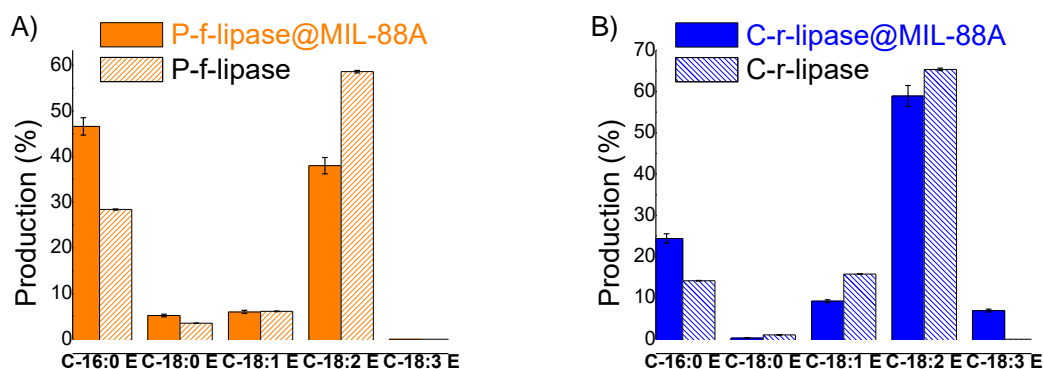 A)
P-f-lipase@MIL-88A
P-f-lipase
Production (%)
60
50
40
30
20
10
0
C-16:0 E C-18:0 E C-18:1 E C-18:2 E C-18:3 E
B)
C-r-lipase@MIL-88A
C-r-lipase
Production (%)
70
60
50
40
30
20
10
0
C-16:0 E C-18:0 E C-18:1 E C-18:2 E C-18:3 E